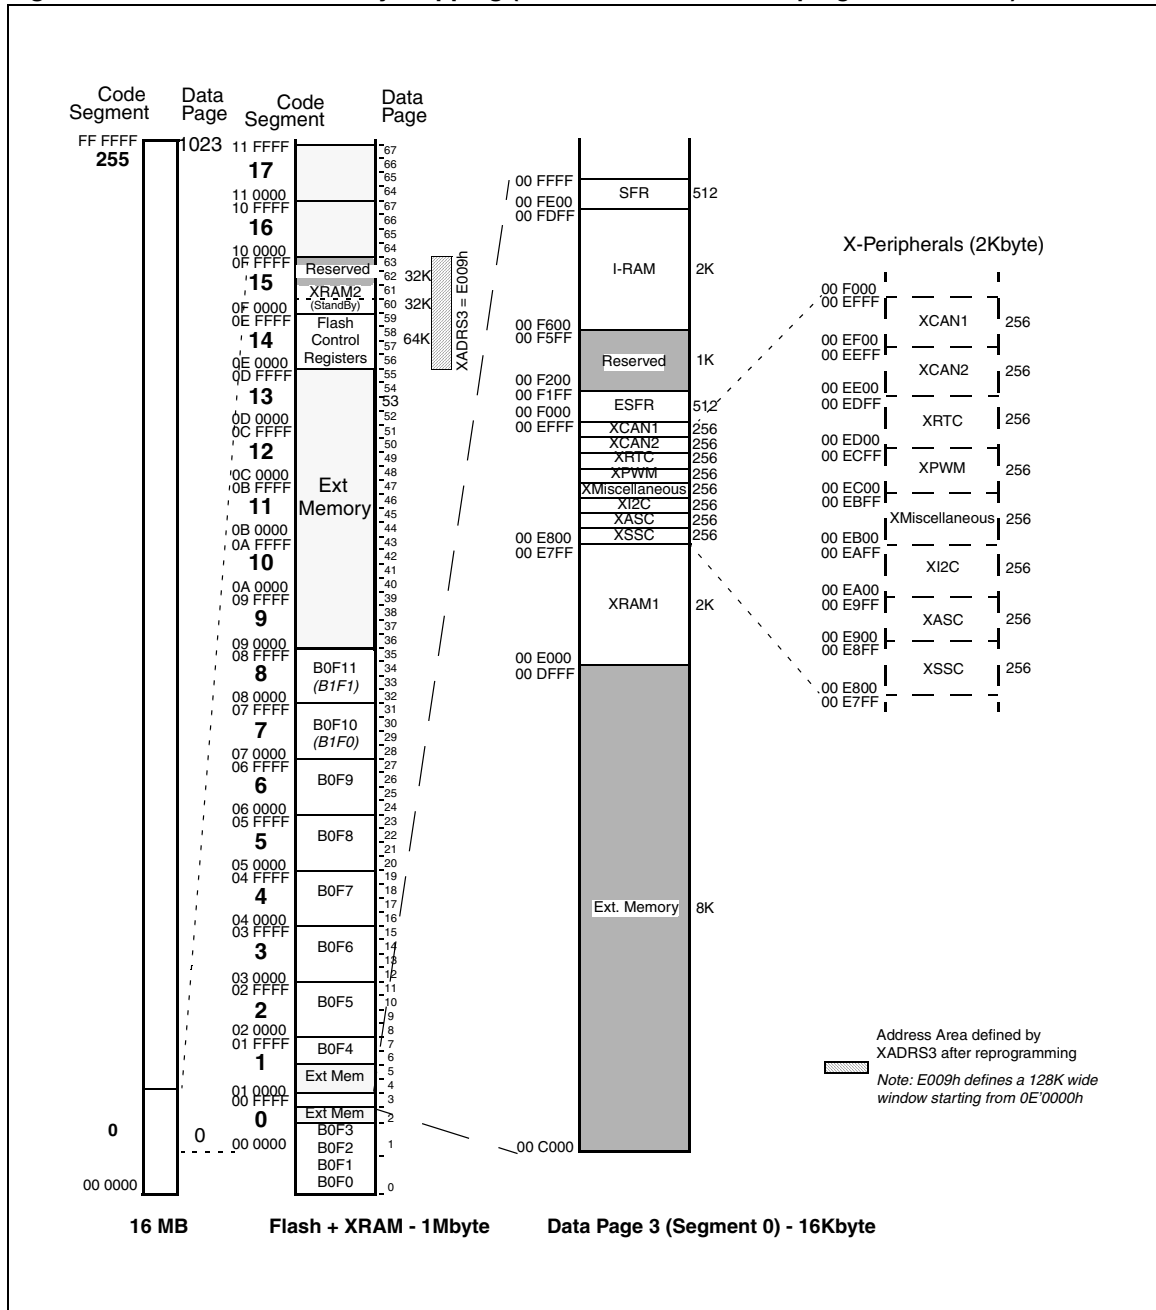 Code Segment
Data Page
FF FFFF
255
1023
0
0
00 0000
16 MB
Code Segment
Data Page
11 FFFF
17
11 0000
10 FFFF
16
10 0000
0F FFFF
15
0F 0000
0E FFFF
14
0E 0000
0D FFFF
13
0D 0000
0C FFFF
12
0C 0000
0B FFFF
11
0B 0000
0A FFFF
10
0A 0000
09 FFFF
9
09 0000
08 FFFF
8
08 0000
07 FFFF
7
07 0000
06 FFFF
6
06 0000
05 FFFF
5
05 0000
04 FFFF
4
04 0000
03 FFFF
3
03 0000
02 FFFF
2
02 0000
01 FFFF
1
01 0000
00 FFFF
0
00 0000
Reserved
XRAM2
(StandBy)
Flash
Control
Registers
Ext
Memory
B0F11
(B1F1)
B0F10
(B1F0)
B0F9
B0F8
B0F7
B0F6
B0F5
B0F4
Ext Mem
Ext Mem
B0F3
B0F2
B0F1
B0F0
67
66
65
64
67
66
65
64
63
62
61
60
59
58
57
56
55
54
53
52
51
50
49
48
47
46
45
44
43
42
41
40
39
38
37
36
35
34
33
32
31
30
29
28
27
26
25
24
23
22
21
20
19
18
17
16
15
14
13
12
11
10
9
8
7
6
5
4
3
2
1
0
32K
32K
64K
XADRS3 = E009h
Flash + XRAM - 1Mbyte
00 FFFF
SFR 512
00 FE00
00 FDFF
I-RAM 2K
00 F600
00 F5FF
Reserved 1K
00 F200
00 F1FF
ESFR 512
00 F000
00 EFFF
XCAN1 256
XCAN2 256
XRTC 256
XPWM 256
XMiscellaneous 256
XI2C 256
XASC 256
XSSC 256
00 E800
00 E7FF
XRAM1 2K
00 E000
00 DFFF
Ext. Memory 8K
00 C000
Data Page 3 (Segment 0) - 16Kbyte
X-Peripherals (2Kbyte)
00 F000
00 EFFF
XCAN1 256
00 EF00
00 EEFF
XCAN2 256
00 EE00
00 EDFF
XRTC 256
00 ED00
00 ECFF
XPWM 256
00 EC00
00 EBFF
XMiscellaneous 256
00 EB00
00 EAFF
XI2C 256
00 EA00
00 E9FF
XASC 256
00 E900
00 E8FF
XSSC 256
00 E800
00 E7FF
Address Area defined by
XADRS3 after reprogramming
Note: E009h defines a 128K wide
window starting from 0E'0000h